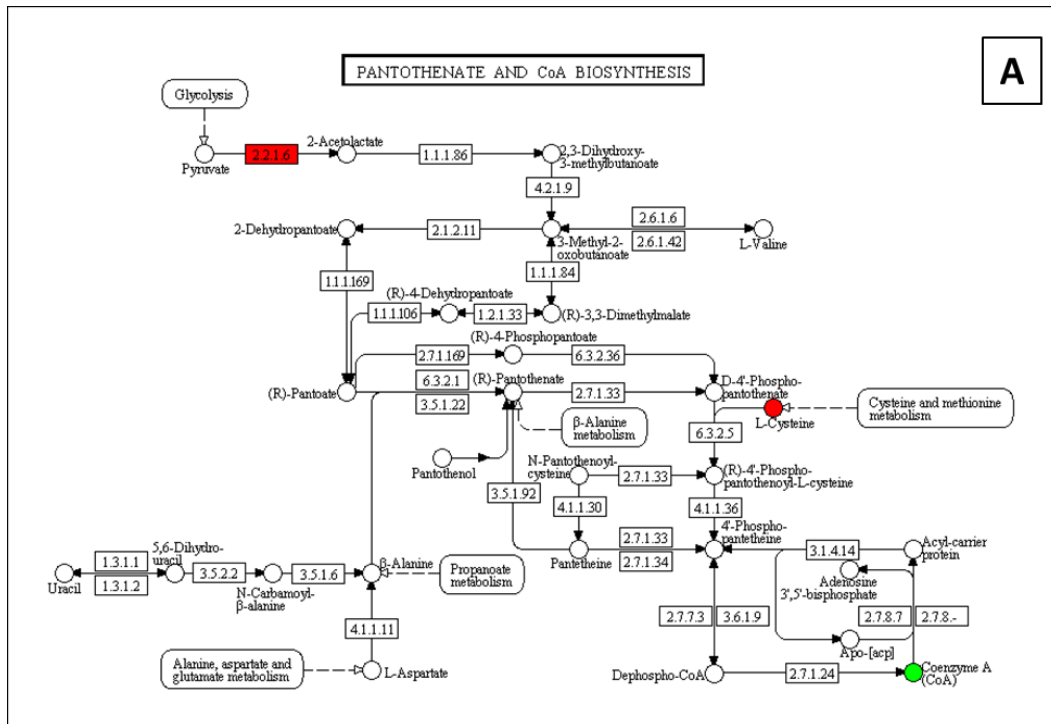 A
PANTOTHENATE AND CoA BIOSYNTHESIS
Glycolysis
2-Acetolactate
2.2.1.6
1.1.1.86
2,3-Dihydroxy-
3-methylbutanoate
Pyruvate
4.2.1.9
2-Dehydropantoate
2.1.2.11
2.6.1.6
2.6.1.42
L-Valine
3-Methyl-2-
oxobutanoate
1.1.1.84
1.1.1.169
(R)-4-Dehydropantoate
1.1.1.106
1.2.1.33
(R)-3,3-Dimethylmalate
(R)-4-Phosphopantoate
2.7.1.169
6.3.2.36
(R)-Pantoate
6.3.2.1
3.5.1.22
(R)-Pantothenate
2.7.1.33
D-4'-Phospho-
pantothenate
L-Cysteine
Cysteine and methionine
metabolism
β-Alanine
metabolism
6.3.2.5
Pantothenol
N-Pantothenoyl-
cysteine
2.7.1.33
(R)-4'-Phospho-
pantothenoyl-L-cysteine
3.5.1.92
4.1.1.30
4.1.1.36
4'-Phospho-
pantetheine
2.7.1.33
2.7.1.34
Pantetheine
3.1.4.14
Acyl-carrier
protein
Adenosine
3',5'-bisphosphate
5,6-Dihydro-
uracil
1.3.1.1
1.3.1.2
Uracil
3.5.2.2
N-Carbamoyl-
β-alanine
3.5.1.6
β-Alanine
Propanoate
metabolism
4.1.1.11
2.7.7.3
3.6.1.9
2.7.8.7
2.7.8.-
Apo-[acp]
Alanine, aspartate and
glutamate metabolism
L-Aspartate
Dephospho-CoA
2.7.1.24
Coenzyme A
(CoA)